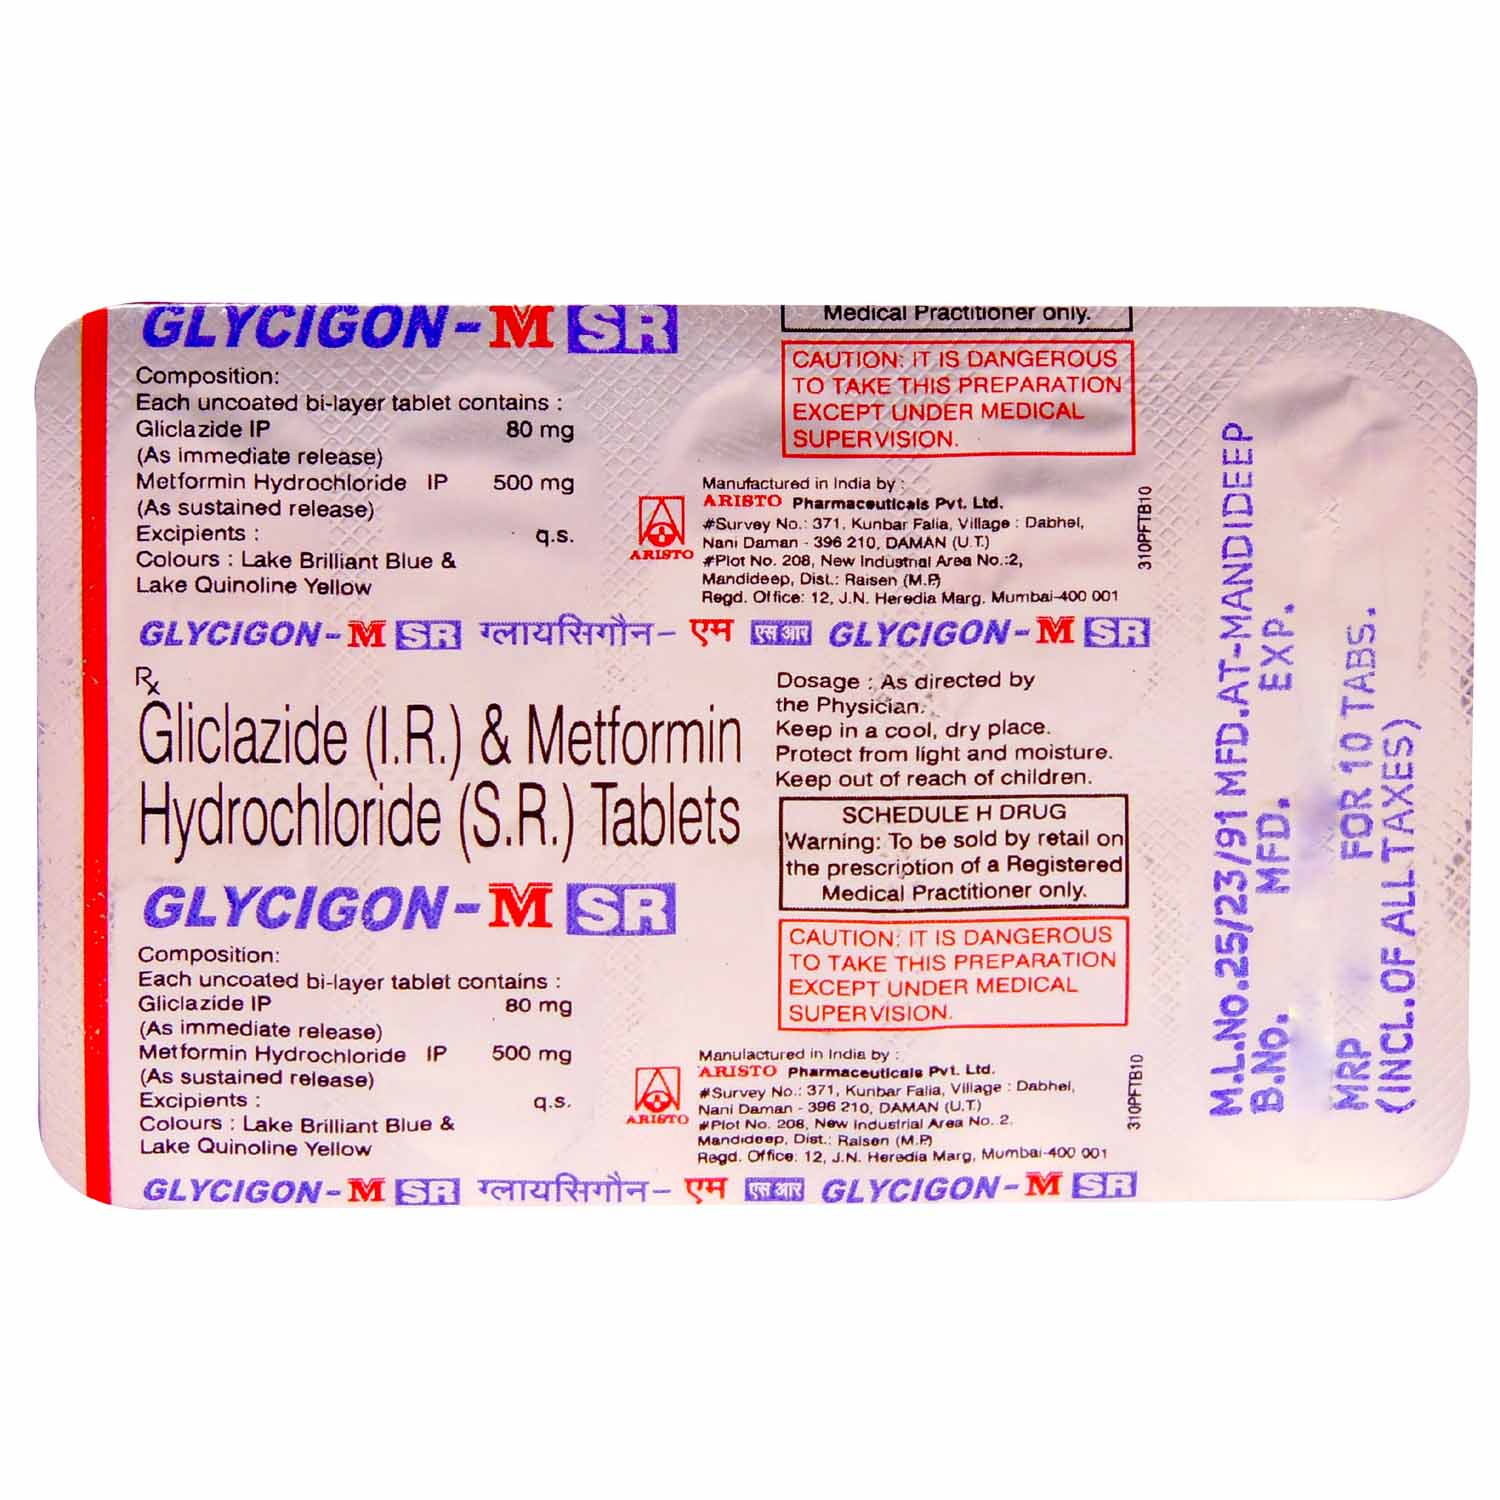 GLYCIGON-M SR
Composition:
Each uncoated bi-layer tablet contains :
Gliclazide IP 80 mg
(As immediate release)
Metformin Hydrochloride IP 500 mg
(As sustained release)
Excipients : q.s.
Colours : Lake Brilliant Blue &
Lake Quinoline Yellow
Medical Practitioner only.
CAUTION: IT IS DANGEROUS
TO TAKE THIS PREPARATION
EXCEPT UNDER MEDICAL
SUPERVISION.
ARISTO
Manufactured in India by :
ARISTO Pharmaceuticals Pvt. Ltd.
#Survey No.: 371, Kunbar Falia, Village : Dabhel,
Nani Daman - 396 210, DAMAN (U.T.)
#Plot No. 208, New Industrial Area No.:2,
Mandideep, Dist.: Raisen (M.P.)
Regd. Office: 12, J.N. Heredia Marg, Mumbai-400 001
310PFTB10
GLYCIGON-M SR ग्लायसिगौन- एम एस आर GLYCIGON-M SR
Rx
Gliclazide (I.R.) & Metformin
Hydrochloride (S.R.) Tablets
GLYCIGON-M SR
Dosage : As directed by
the Physician.
Keep in a cool, dry place.
Protect from light and moisture.
Keep out of reach of children.
SCHEDULE H DRUG
Warning: To be sold by retail on
the prescription of a Registered
Medical Practitioner only.
CAUTION: IT IS DANGEROUS
TO TAKE THIS PREPARATION
EXCEPT UNDER MEDICAL
SUPERVISION.
Composition:
Each uncoated bi-layer tablet contains :
Gliclazide IP 80 mg
(As immediate release)
Metformin Hydrochloride IP 500 mg
(As sustained release)
Excipients : q.s.
Colours : Lake Brilliant Blue &
Lake Quinoline Yellow
ARISTO
Manufactured in India by :
ARISTO Pharmaceuticals Pvt. Ltd.
#Survey No.: 371, Kunbar Falia, Village : Dabhel,
Nani Daman - 396 210, DAMAN (U.T.)
#Plot No. 208, New Industrial Area No.:2,
Mandideep, Dist.: Raisen (M.P.)
Regd. Office: 12, J.N. Heredia Marg, Mumbai-400 001
310PFTB10
GLYCIGON-M SR ग्लायसिगौन- एम एस आर GLYCIGON-M SR
M.L.No.25/23/91 MFD.AT-MANDIDEEP
B.No. MFD. EXP.
MRP FOR 10 TABS.
(INCL.OF ALL TAXES)